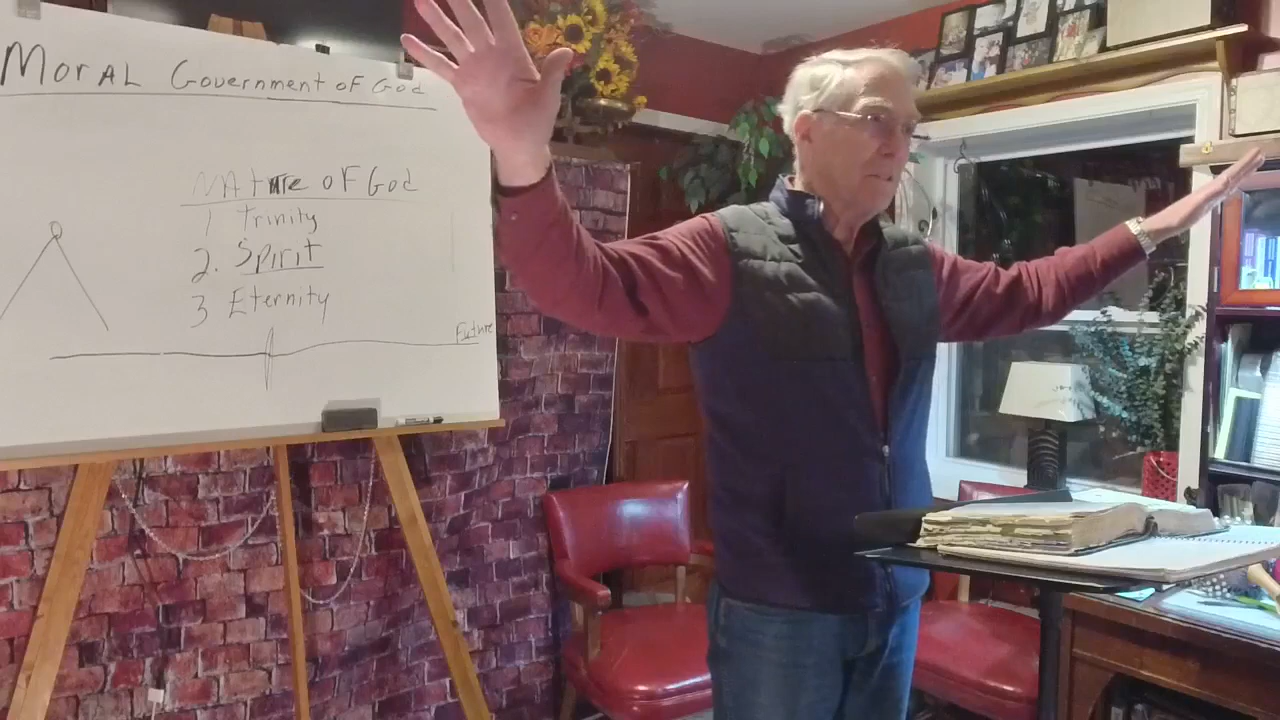 Moral Government of God
Nature of God
1 Trinity
2. Spirit
3 Eternity
Future